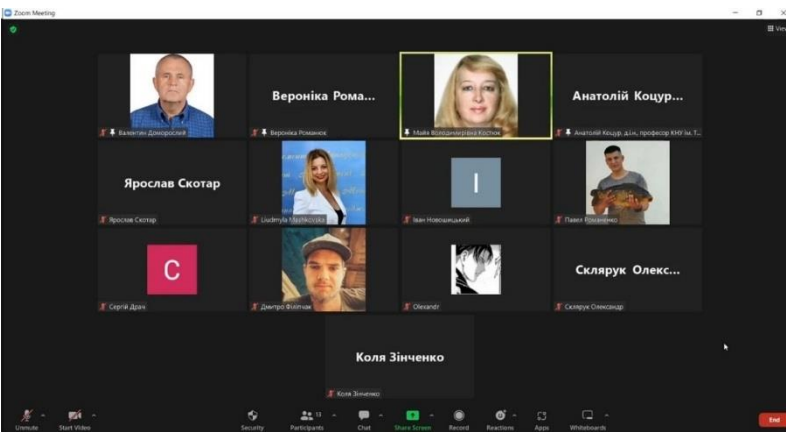 Zoom Meeting
View
Валентин Доморослий
Вероніка Рома...
Вероніка Романюк
Майя Володимирівна Костюк
Анатолій Коцур...
Анатолій Коцур, д.і.н., професор КНУ ім. Т...
Ярослав Скотар
Ярослав Скотар
Liudmyla Mashkovska
I
Іван Новошицький
Павел Романенко
C
Сергій Драч
Дмитро Філіпчак
Olexandr
Склярук Олекс...
Склярук Олександр
Коля Зінченко
Коля Зінченко
Unmute
Start Video
Security
Participants
13
Chat
Share Screen
Record
Reactions
Apps
Whiteboards
End